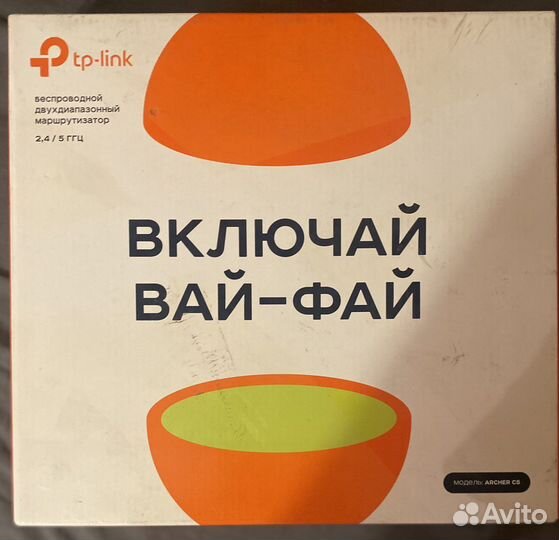 tp-link
беспроводной
двухдиапазонный
маршрутизатор
2,4 / 5 ГГЦ
ВКЛЮЧАЙ
ВАЙ-ФАЙ
модель: ARCHER C5
Avito